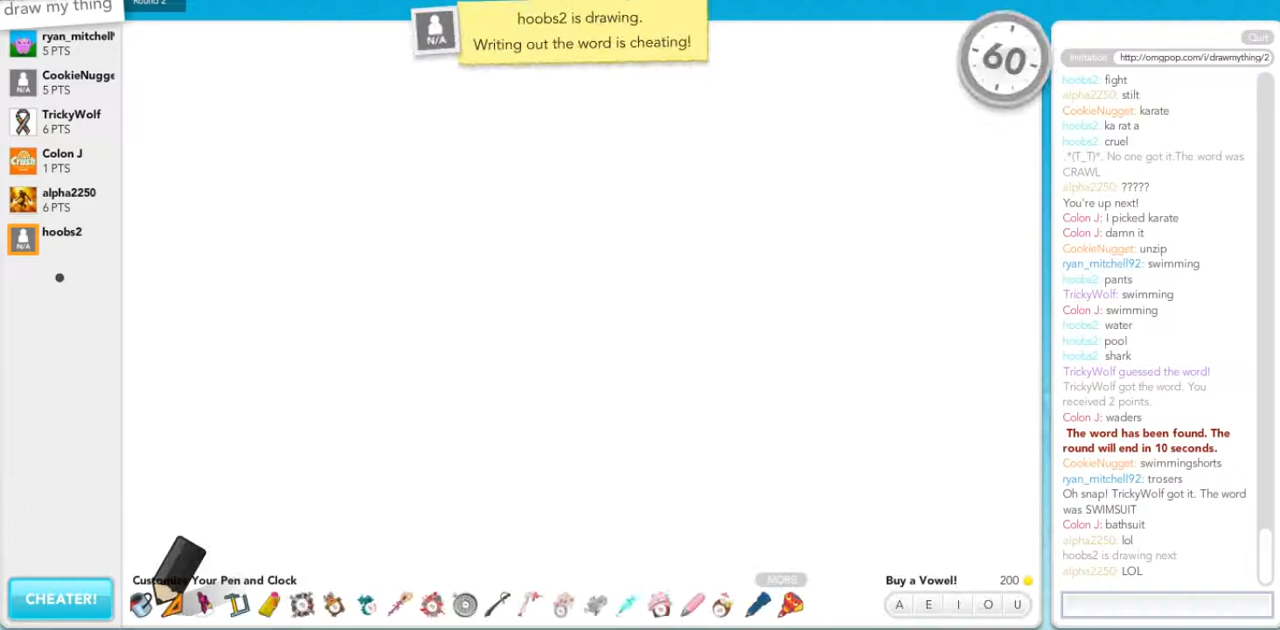 draw my thing
Round 2
ryan_mitchell
5 PTS
CookieNugge
5 PTS
TrickyWolf
6 PTS
Colon J
1 PTS
alpha2250
6 PTS
hoobs2
N/A
CHEATER!
N/A
hoobs2 is drawing.
Writing out the word is cheating!
60
Customize Your Pen and Clock
MORE
Buy a Vowel!
200
A E I O U
Quit
Invitation http://omgpop.com/i/drawmything/2
hoobs2: fight
alpha2250: stilt
CookieNugget: karate
hoobs2: ka rat a
hoobs2: cruel
.*(T_T)*. No one got it.The word was
CRAWL
alpha2250: ?????
You're up next!
Colon J: I picked karate
Colon J: damn it
CookieNugget: unzip
ryan_mitchell92: swimming
hoobs2: pants
TrickyWolf: swimming
Colon J: swimming
hoobs2: water
hoobs2: pool
hoobs2: shark
TrickyWolf guessed the word!
TrickyWolf got the word. You
received 2 points.
Colon J: waders
The word has been found. The
round will end in 10 seconds.
CookieNugget: swimmingshorts
ryan_mitchell92: trosers
Oh snap! TrickyWolf got it. The word
was SWIMSUIT
Colon J: bathsuit
alpha2250: lol
hoobs2 is drawing next
alpha2250: LOL